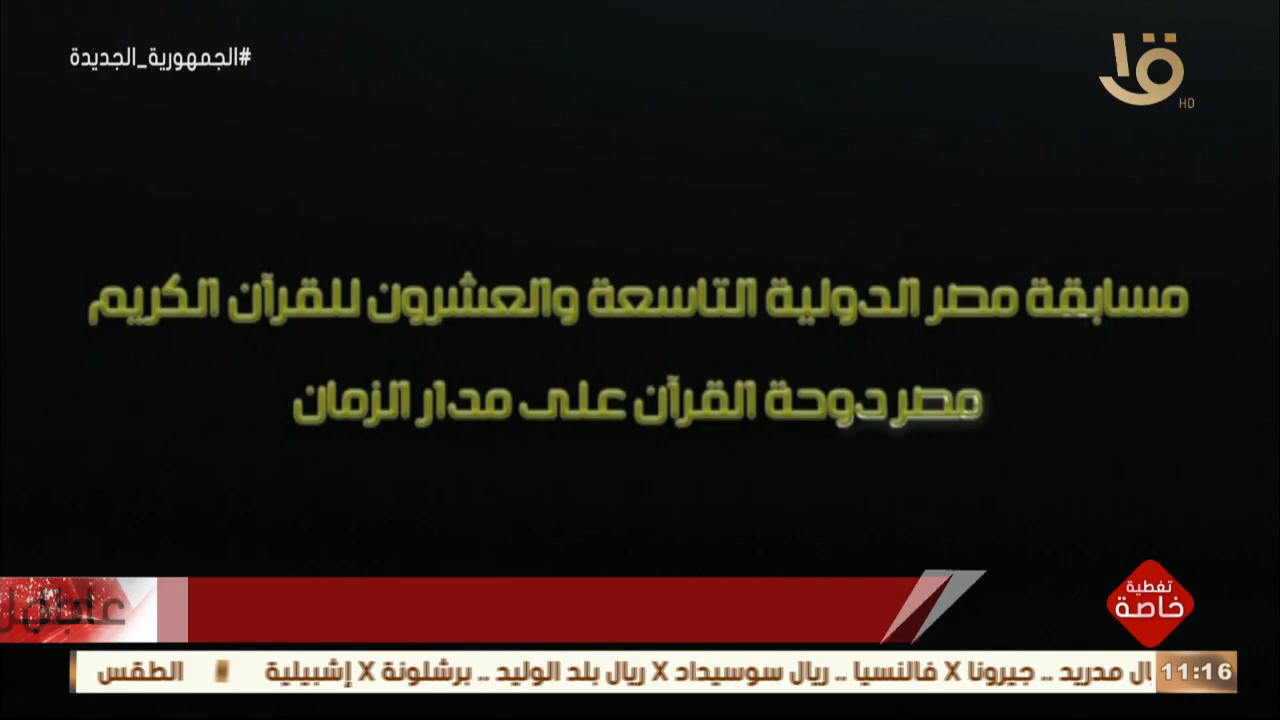 #الجمهورية_الجديدة
HD
مسابقة مصر الدولية التاسعة والعشرون للقرآن الكريم
مصر دوحة القرآن على مدار الزمان
تغطية
خاصة
عاجل
ال مدريد .. جيرونا X فالنسيا .. ريال سوسيداد X ريال بلد الوليد .. برشلونة X إشبيلية
الطقس
11:16